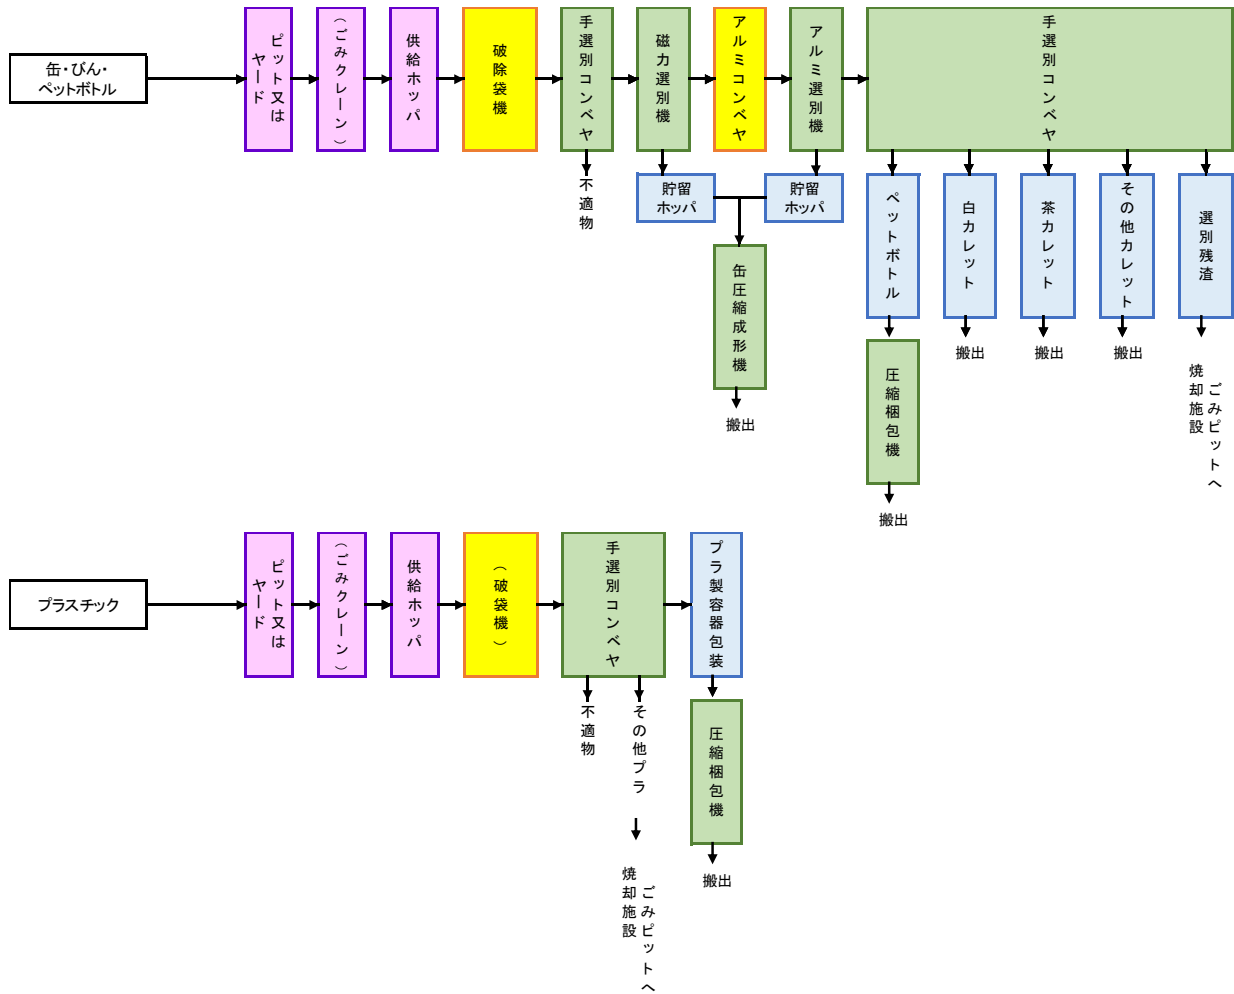 缶・びん・
ペットボトル
ピット又は
ヤード
（ごみクレーン）
供給ホッパ
破除袋機
手選別コンベヤ
磁力選別機
アルミコンベヤ
アルミ選別機
手選別コンベヤ
不適物
貯留
ホッパ
貯留
ホッパ
缶圧縮成形機
搬出
ペットボトル
白カレット
茶カレット
その他カレット
選別残渣
圧縮梱包機
搬出
搬出
搬出
搬出
焼却施設
ごみピットへ
プラスチック
ピット又は
ヤード
（ごみクレーン）
供給ホッパ
（破袋機）
手選別コンベヤ
プラ製容器包装
不適物
その他プラ
圧縮梱包機
搬出
焼却施設
ごみピットへ